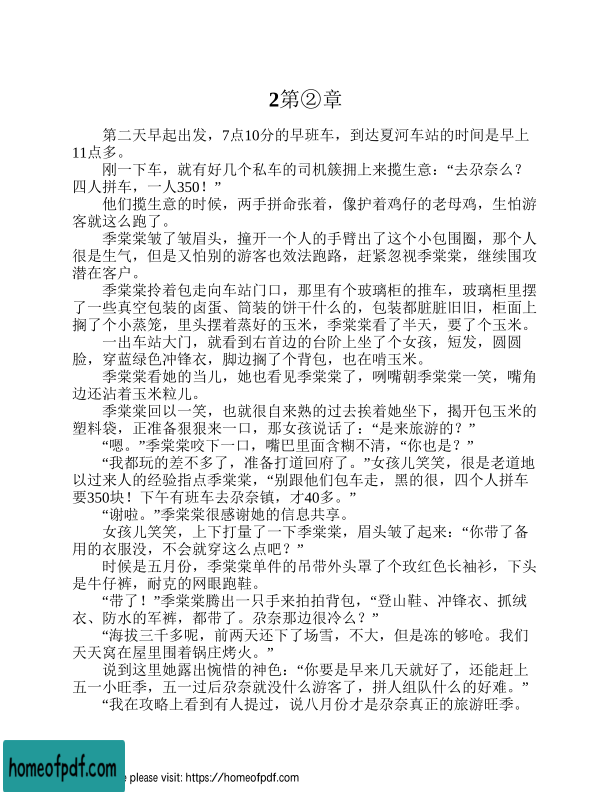 2第②章
第二天早起出发，7点10分的早班车，到达夏河车站的时间是早上
11点多。
刚一下车，就有好几个私车的司机簇拥上来揽生意：“去尕奈么？
四人拼车，一人350！”
他们揽生意的时候，两手拼命张着，像护着鸡仔的老母鸡，生怕游
客就这么跑了。
季棠棠皱了皱眉头，撞开一个人的手臂出了这个小包围圈，那个人
很是生气，但是又怕别的游客也效法跑路，赶紧忽视季棠棠，继续围攻
潜在客户。
季棠棠拎着包走向车站门口，那里有个玻璃柜的推车，玻璃柜里摆
了一些真空包装的卤蛋、筒装的饼干什么的，包装都脏脏旧旧，柜面上
搁了个小蒸笼，里头摆着蒸好的玉米，季棠棠看了半天，要了个玉米。
一出车站大门，就看到右首边的台阶上坐了个女孩，短发，圆圆
脸，穿蓝绿色冲锋衣，脚边搁了个背包，也在啃玉米。
季棠棠看她的当儿，她也看见季棠棠了，咧嘴朝季棠棠一笑，嘴角
边还沾着玉米粒儿。
季棠棠回以一笑，也就很自来熟的过去挨着她坐下，揭开包玉米的
塑料袋，正准备狠狠来一口，那女孩说话了：“是来旅游的？”
“嗯。”季棠棠咬下一口，嘴巴里面含糊不清，“你也是？”
“我都玩的差不多了，准备打道回府了。”女孩儿笑笑，很是老道地
以过来人的经验指点季棠棠，“别跟他们包车走，黑的很，四个人拼车
要350块！下午有班车去尕奈镇，才40多。”
“谢啦。”季棠棠很感谢她的信息共享。
女孩儿笑笑，上下打量了一下季棠棠，眉头皱了起来：“你带了备
用的衣服没，不会就穿这么点吧？”
时候是五月份，季棠棠单件的吊带外头罩了个玫红色长袖衫，下头
是牛仔裤，耐克的网眼跑鞋。
“带了！”季棠棠腾出一只手来拍拍背包，“登山鞋、冲锋衣、抓绒
衣、防水的军裤，都带了。尕奈那边很冷么？”
“海拔三千多呢，前两天还下了场雪，不大，但是冻的够呛。我们
天天窝在屋里围着锅庄烤火。”
说到这里她露出惋惜的神色：“你要是早来几天就好了，还能赶上
五一小旺季，五一过后尕奈就没什么游客了，拼人组队什么的好难。”
“我在攻略上看到有人提过，说八月份才是尕奈真正的旅游旺季。
homeofpdf.com
e please visit: https://homeofpdf.com